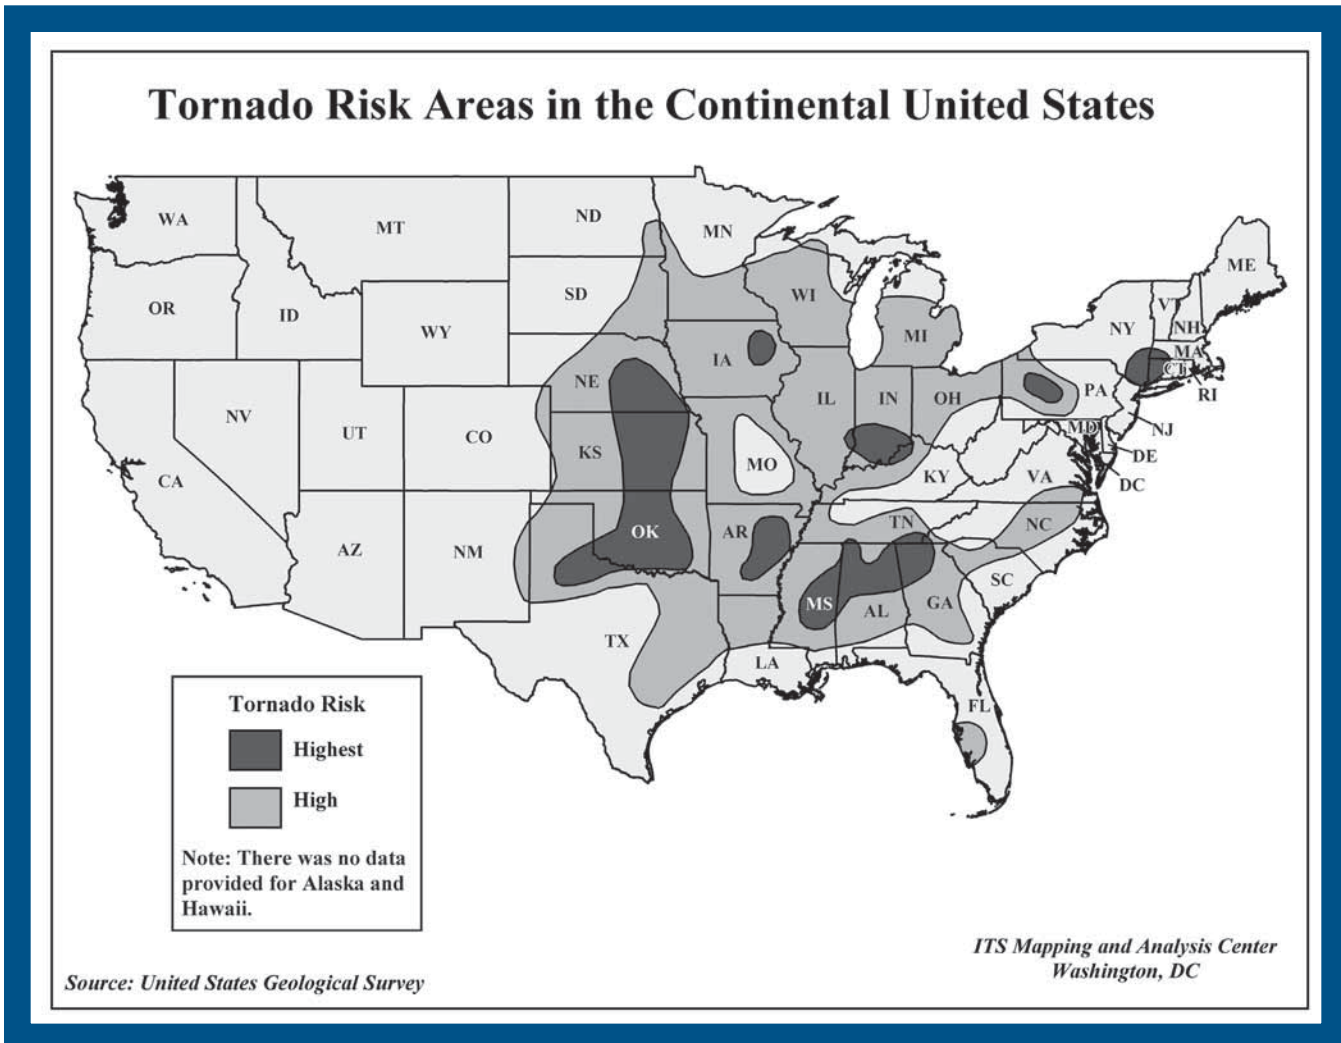 Tornado Risk Areas in the Continental United States
WA
MT
ND
MN
ME
OR
ID
WY
SD
WI
MI
NY
VT
NH
MA
CT
RI
NV
UT
CO
NE
IA
IL
IN
OH
PA
NJ
MD
DE
DC
CA
KS
MO
KY
VA
AZ
NM
OK
AR
TN
NC
SC
TX
LA
MS
AL
GA
FL
Tornado Risk
Highest
High
Note: There was no data
provided for Alaska and
Hawaii.
ITS Mapping and Analysis Center
Washington, DC
Source: United States Geological Survey